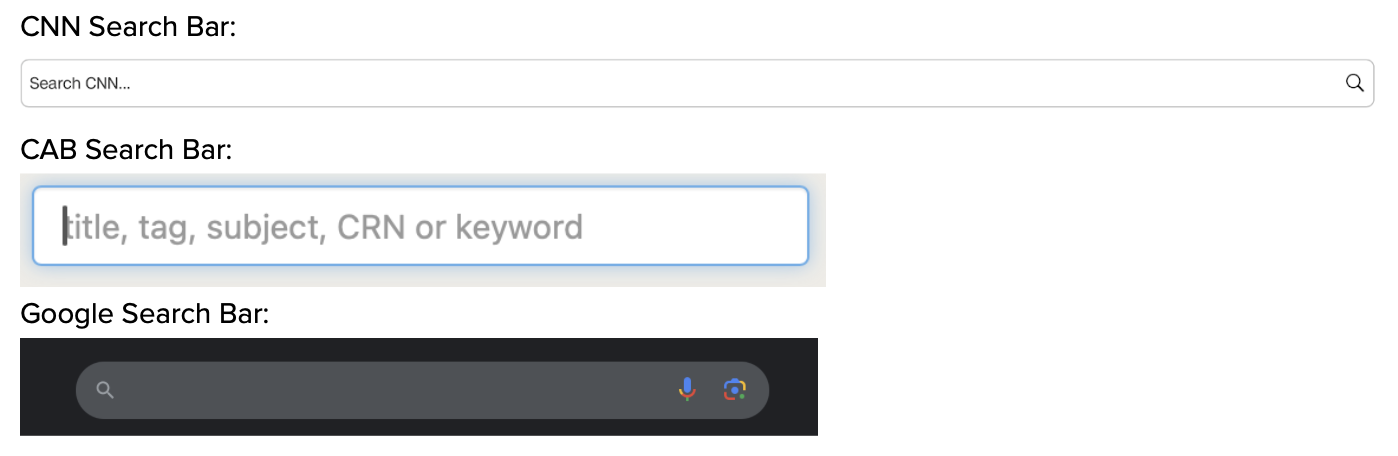 CNN Search Bar:
Search CNN...
CAB Search Bar:
title, tag, subject, CRN or keyword
Google Search Bar: